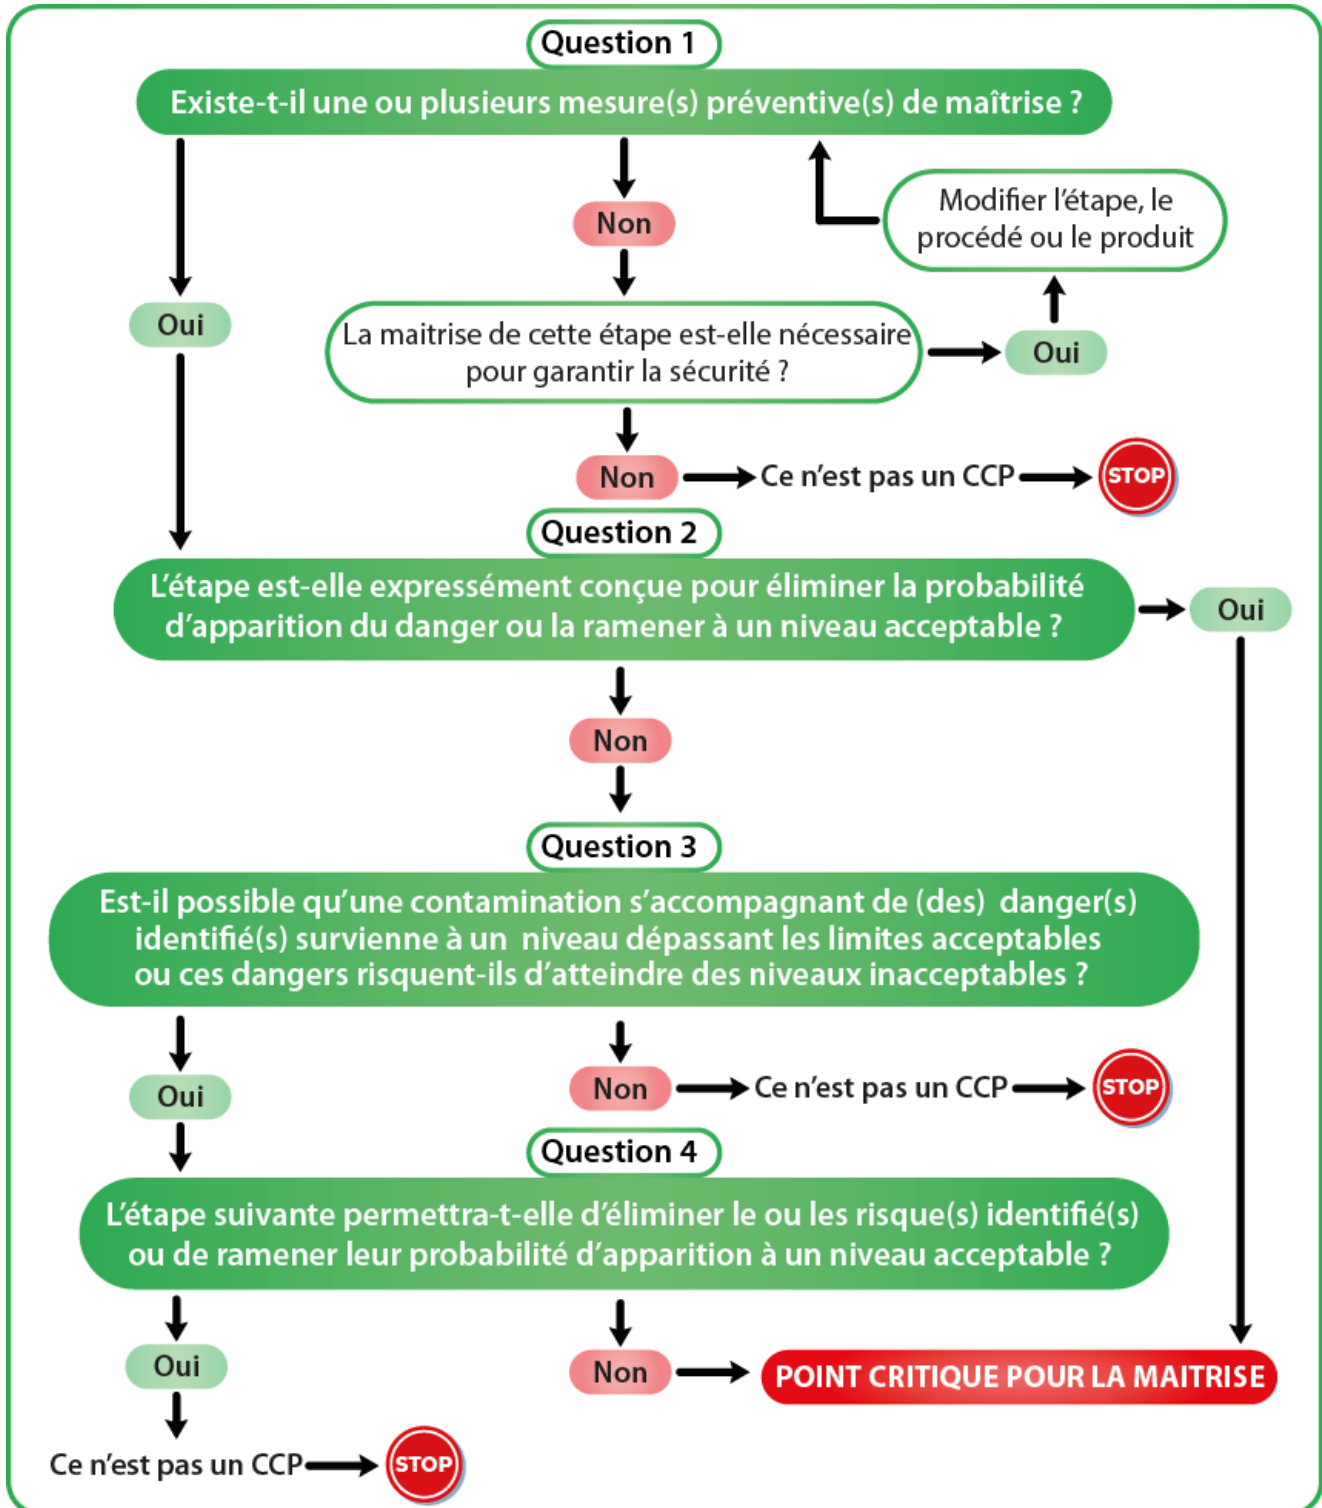 Question 1
Existe-t-il une ou plusieurs mesure(s) préventive(s) de maîtrise ?
Modifier l'étape, le
procédé ou le produit
Non
Oui
La maitrise de cette étape est-elle nécessaire
pour garantir la sécurité ?
Oui
Non
Ce n'est pas un CCP
STOP
Question 2
L'étape est-elle expressément conçue pour éliminer la probabilité
d'apparition du danger ou la ramener à un niveau acceptable ?
Oui
Non
Question 3
Est-il possible qu'une contamination s'accompagnant de (des) danger(s)
identifié(s) survienne à un niveau dépassant les limites acceptables
ou ces dangers risquent-ils d'atteindre des niveaux inacceptables ?
Oui
Non
Ce n'est pas un CCP
STOP
Question 4
L'étape suivante permettra-t-elle d'éliminer le ou les risque(s) identifié(s)
ou de ramener leur probabilité d'apparition à un niveau acceptable ?
Oui
Non
POINT CRITIQUE POUR LA MAITRISE
Ce n'est pas un CCP
STOP